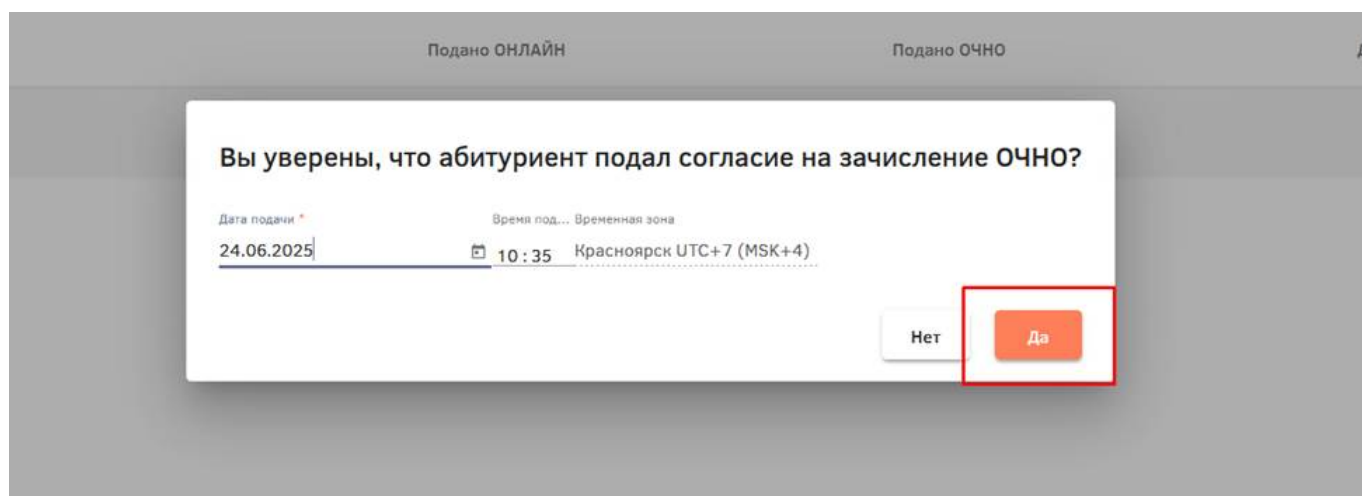 Подано ОНЛАЙН Подано ОЧНО
Вы уверены, что абитуриент подал согласие на зачисление ОЧНО?
Дата подачи * Время под... Временная зона
24.06.2025 10 : 35 Красноярск UTC+7 (MSK+4)
Нет Да